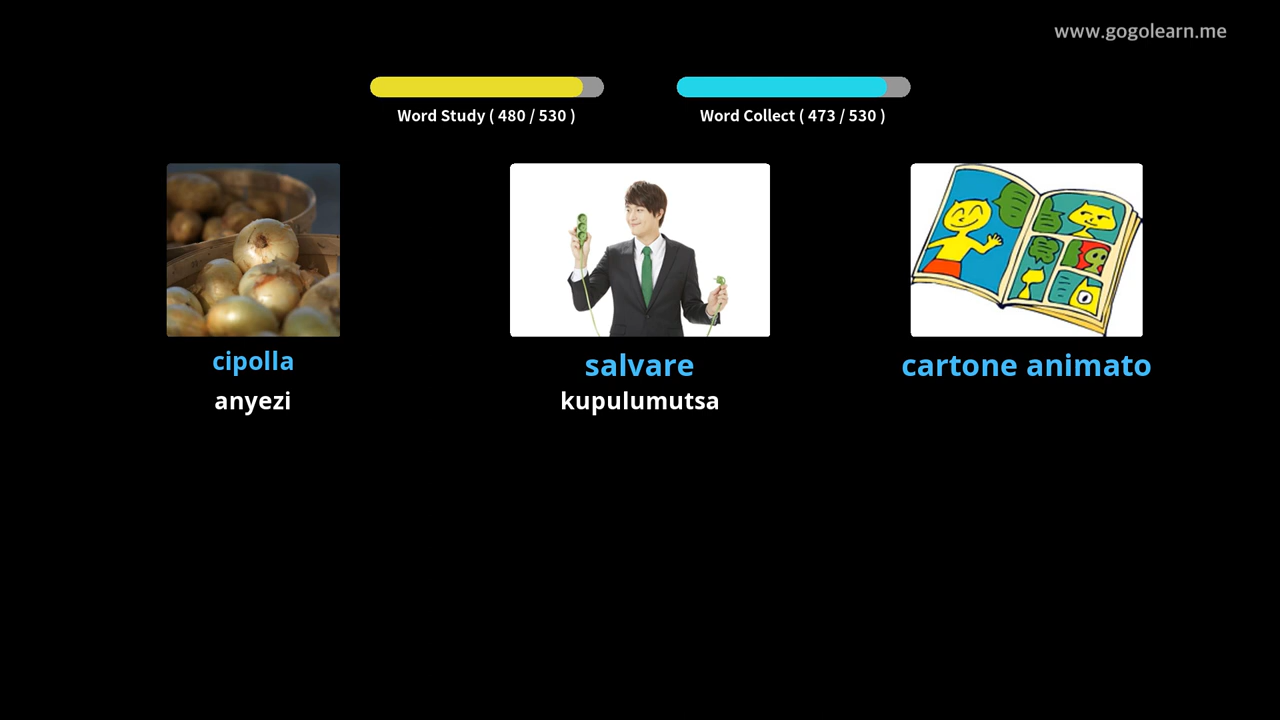 www.gogolearn.me
Word Study ( 480 / 530 )
Word Collect ( 473 / 530 )
cipolla
salvare
cartone animato
anyezi
kupulumutsa